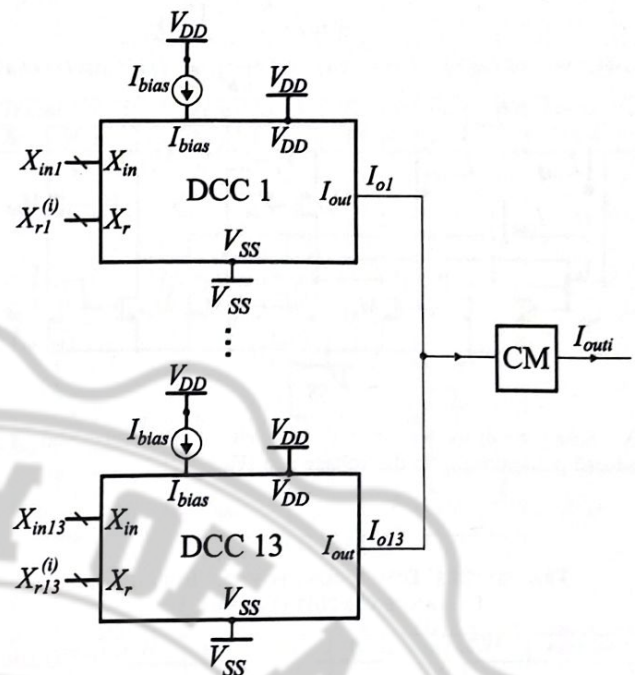 V_DD
I_bias
V_DD
I_bias V_DD
X_in1 X_in
DCC 1
I_out I_o1
X_r1^(i) X_r
V_SS
V_SS
⋮
CM I_outi
V_DD
I_bias
V_DD
I_bias V_DD
X_in13 X_in
DCC 13
I_out I_o13
X_r13^(i) X_r
V_SS
V_SS
Y OF